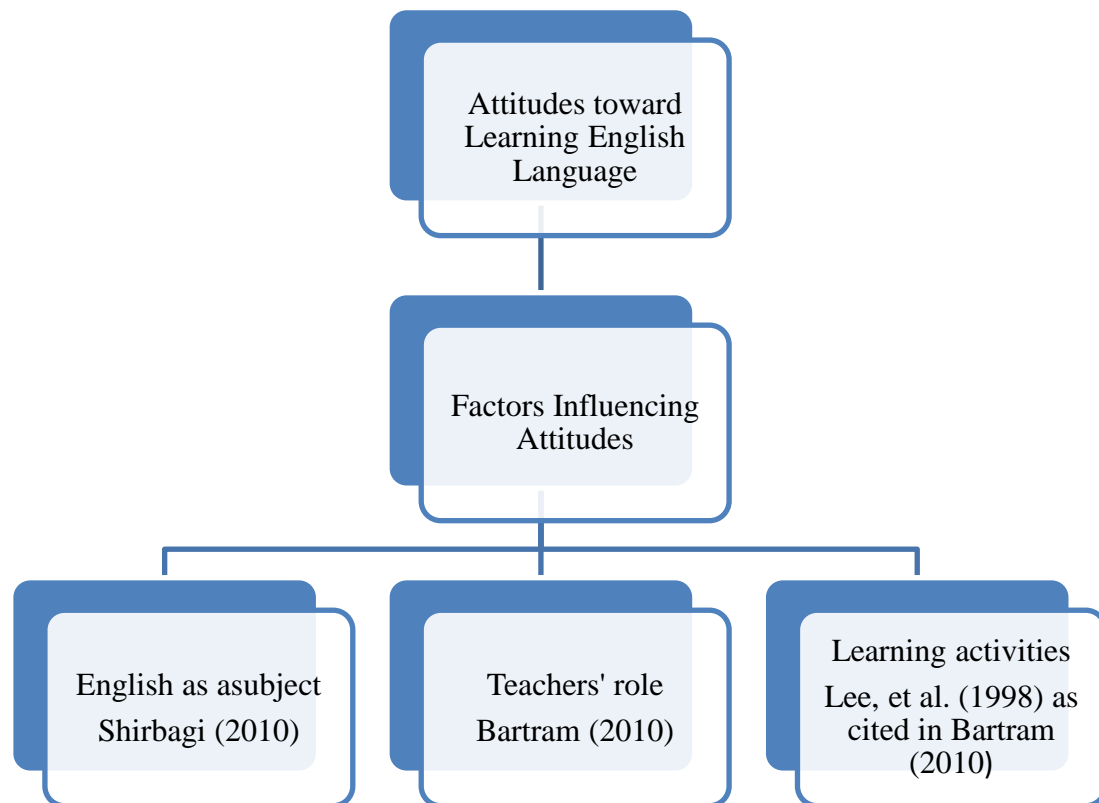 Attitudes toward
Learning English
Language
Factors Influencing
Attitudes
English as asubject
Shirbagi (2010)
Teachers' role
Bartram (2010)
Learning activities
Lee, et al. (1998) as
cited in Bartram
(2010)